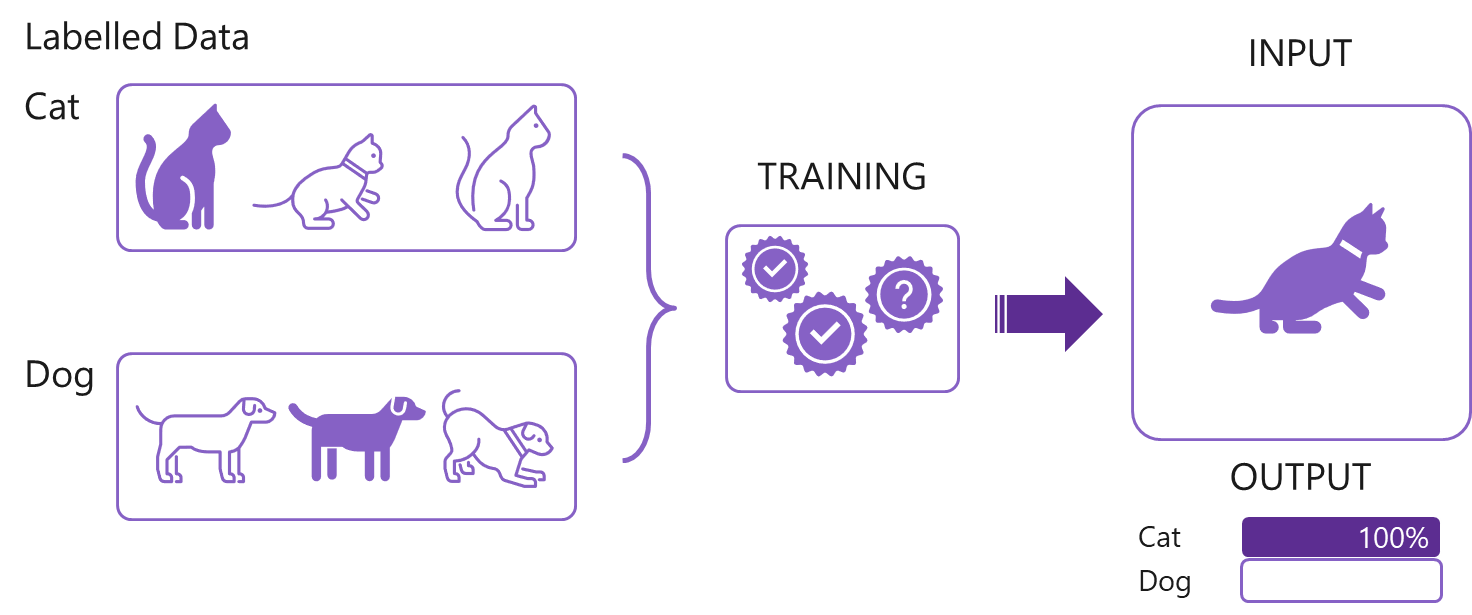 Labelled Data
Cat
Dog
TRAINING
?
INPUT
OUTPUT
Cat 100%
Dog